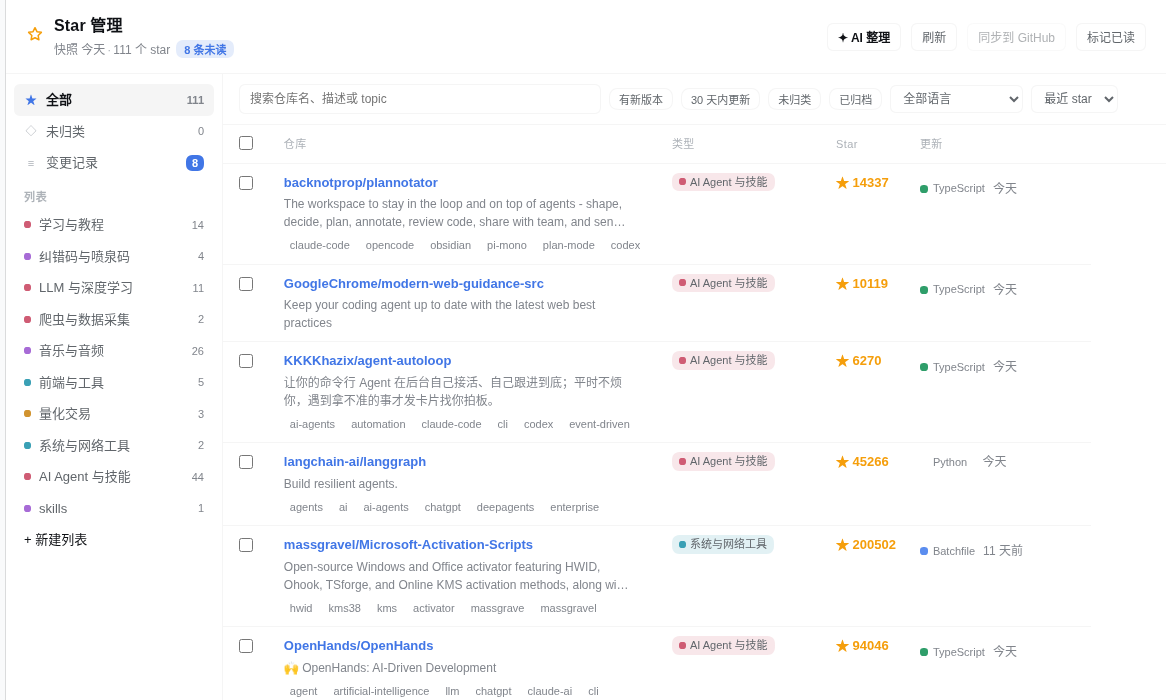 Star 管理
快照 今天 · 111 个 star 8 条未读
✦ AI 整理
刷新
同步到 GitHub
标记已读
★ 全部 111
未归类 0
变更记录 8
列表
学习与教程 14
纠错码与喷泉码 4
LLM 与深度学习 11
爬虫与数据采集 2
音乐与音频 26
前端与工具 5
量化交易 3
系统与网络工具 2
AI Agent 与技能 44
skills 1
+ 新建列表
搜索仓库名、描述或 topic
有新版本
30 天内更新
未归类
已归档
全部语言
最近 star
仓库 类型 Star 更新
backnotprop/plannotator AI Agent 与技能 ★ 14337 TypeScript 今天
The workspace to stay in the loop and on top of agents - shape,
decide, plan, annotate, review code, share with team, and sen…
claude-code opencode obsidian pi-mono plan-mode codex
GoogleChrome/modern-web-guidance-src AI Agent 与技能 ★ 10119 TypeScript 今天
Keep your coding agent up to date with the latest web best
practices
KKKKhazix/agent-autoloop AI Agent 与技能 ★ 6270 TypeScript 今天
让你的命令行 Agent 在后台自己接活、自己跟进到底；平时不烦
你，遇到拿不准的事才发卡片找你拍板。
ai-agents automation claude-code cli codex event-driven
langchain-ai/langgraph AI Agent 与技能 ★ 45266 Python 今天
Build resilient agents.
agents ai ai-agents chatgpt deepagents enterprise
massgravel/Microsoft-Activation-Scripts 系统与网络工具 ★ 200502 Batchfile 11 天前
Open-source Windows and Office activator featuring HWID,
Ohook, TSforge, and Online KMS activation methods, along wi…
hwid kms38 kms activator massgrave massgravel
OpenHands/OpenHands AI Agent 与技能 ★ 94046 TypeScript 今天
🙌 OpenHands: AI-Driven Development
agent artificial-intelligence llm chatgpt claude-ai cli